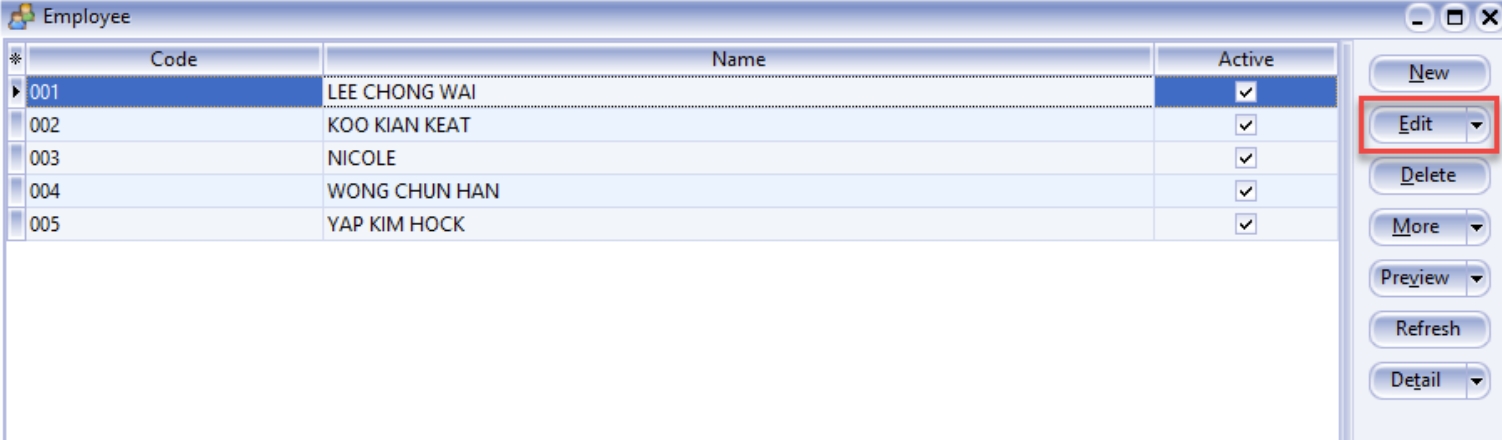 Employee
Code Name Active
001 LEE CHONG WAI
002 KOO KIAN KEAT
003 NICOLE
004 WONG CHUN HAN
005 YAP KIM HOCK
New
Edit
Delete
More
Preview
Refresh
Detail